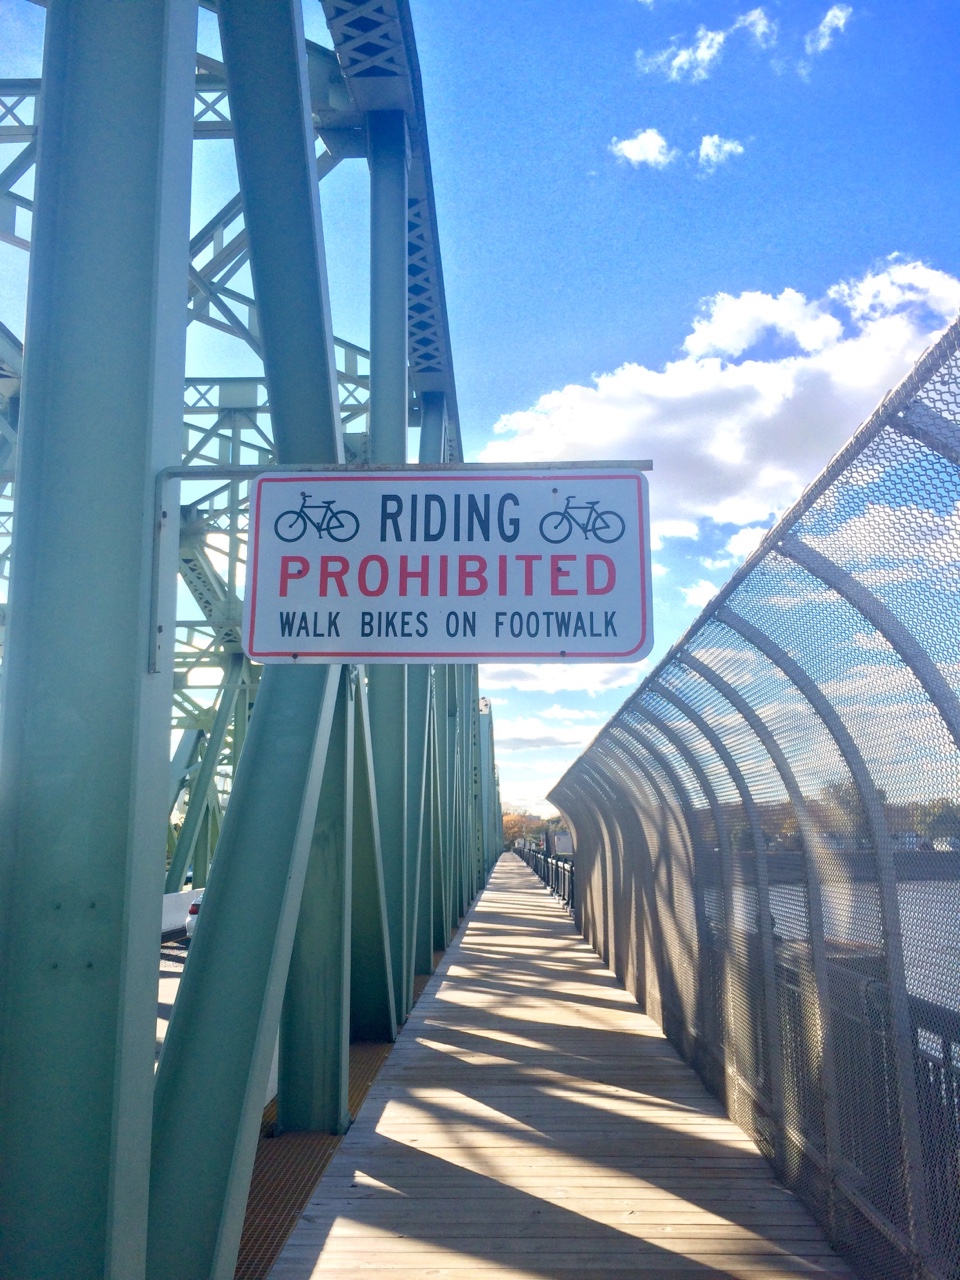 RIDING
PROHIBITED
WALK BIKES ON FOOTWALK